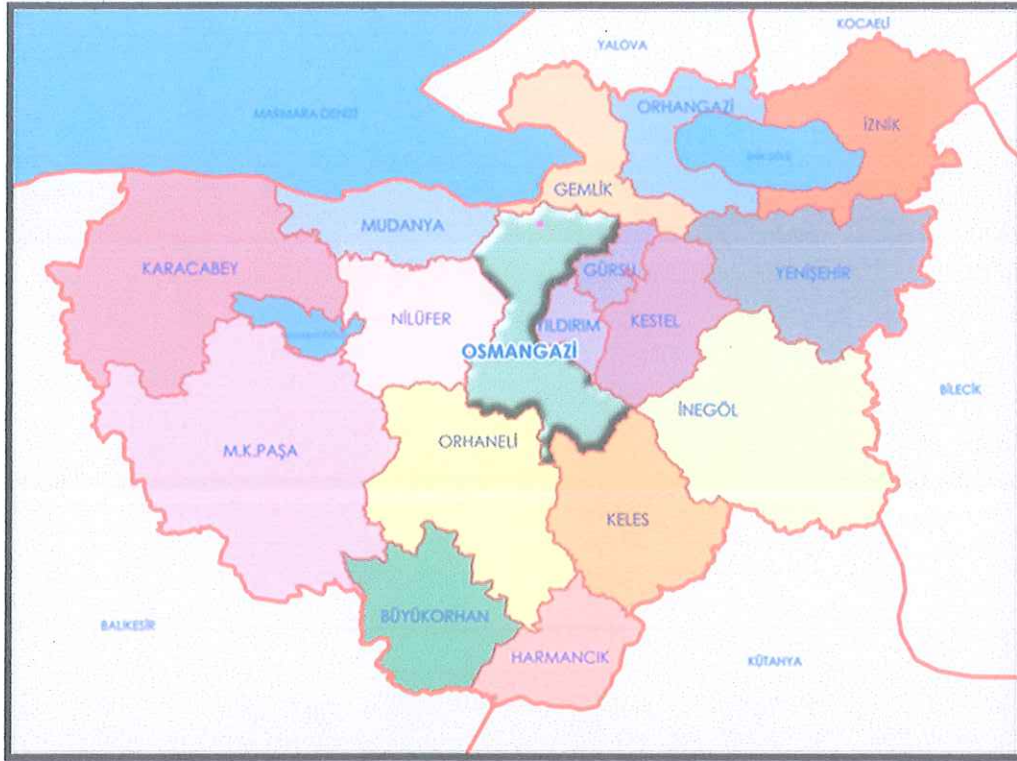 KOCAELİ
YALOVA
MARMARA DENİZİ
ORHANGAZİ
İZNİK
GEMLİK
MUDANYA
KARACABEY
GÜRSU
YENİŞEHİR
NİLÜFER
YILDIRIM
KESTEL
OSMANGAZİ
BİLECİK
İNEGÖL
ORHANELİ
M.K.PAŞA
KELES
BÜYÜKORHAN
BALIKESİR
HARMANCIK
KÜTAHYA